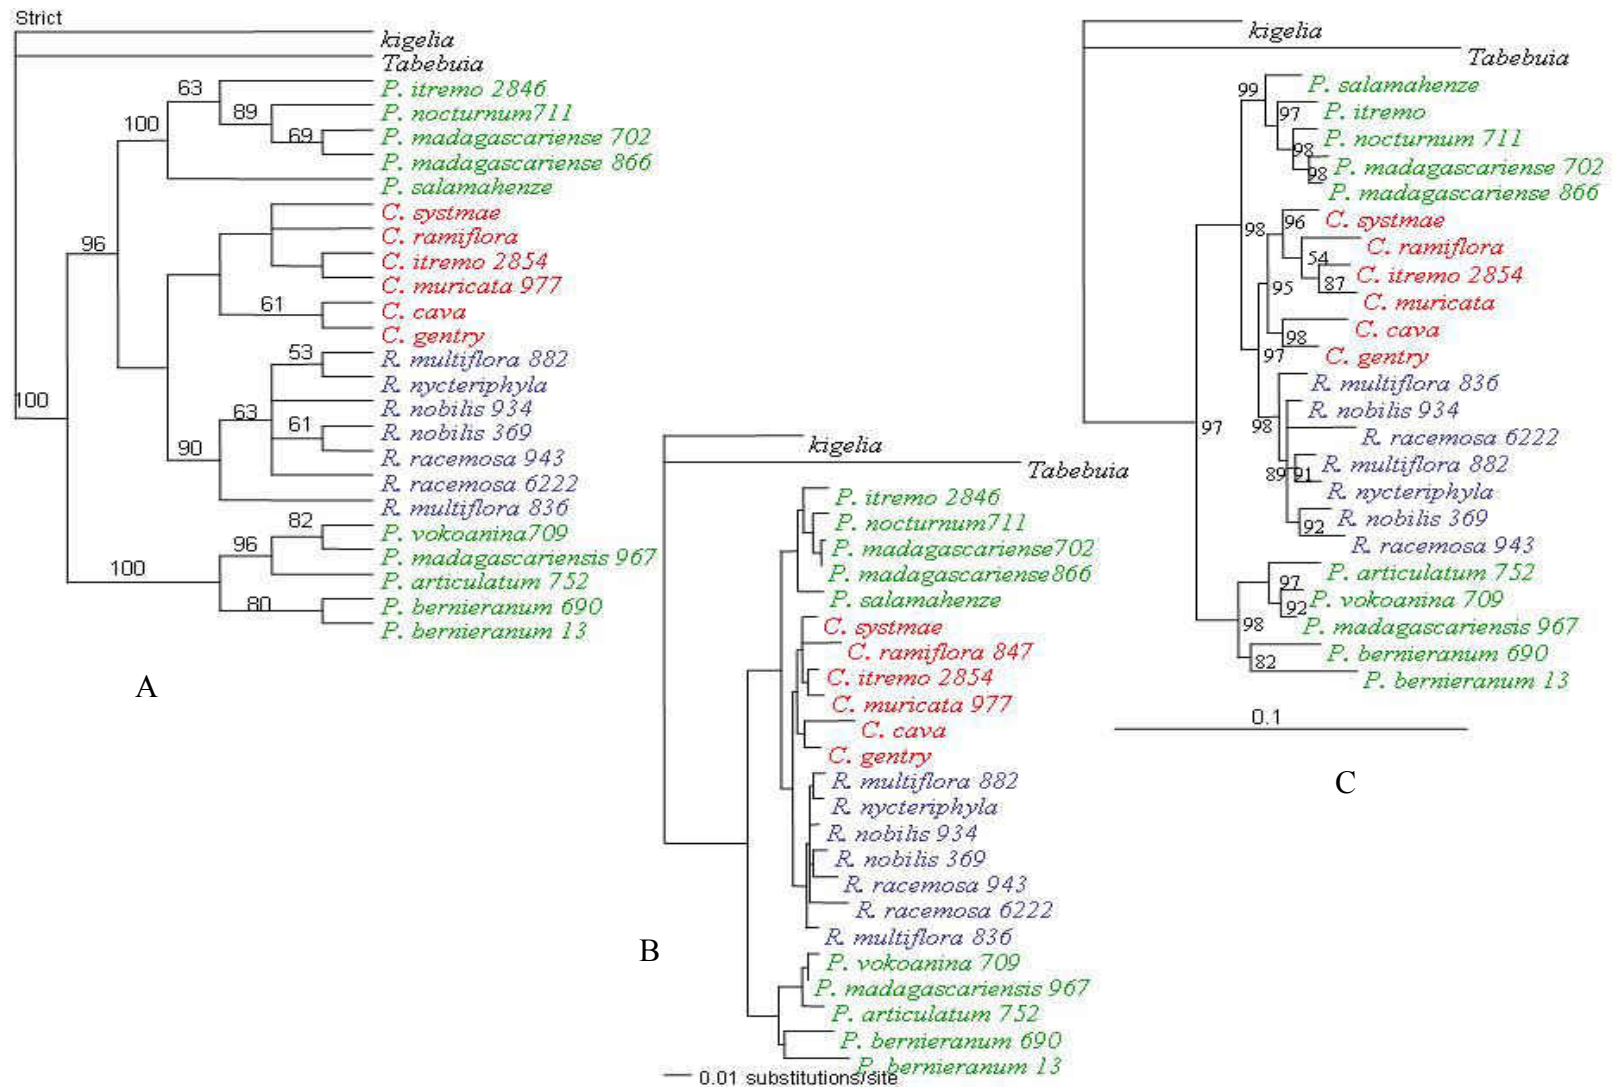 Strict
kigelia
Tabebuia
P. itremo 2846
P. nocturnum711
P. madagascariense 702
P. madagascariense 866
P. salamahenze
C. systmae
C. ramiflora
C. itremo 2854
C. muricata 977
C. cava
C. gentry
R. multiflora 882
R. nycteriphyla
R. nobilis 934
R. nobilis 369
R. racemosa 943
R. racemosa 6222
R. multiflora 836
P. vokoanina709
P. madagascariensis 967
P. articulatum 752
P. bernieranum 690
P. bernieranum 13
63
89
100
69
96
61
53
63
61
100
90
82
96
100
80
A
kigelia
Tabebuia
P. itremo 2846
P. nocturnum711
P. madagascariense702
P. madagascariense866
P. salamahenze
C. systmae
C. ramiflora 847
C. itremo 2854
C. muricata 977
C. cava
C. gentry
R. multiflora 882
R. nycteriphyla
R. nobilis 934
R. nobilis 369
R. racemosa 943
R. racemosa 6222
R. multiflora 836
P. vokoanina 709
P. madagascariensis 967
P. articulatum 752
P. bernieranum 690
P. bernieranum 13
0.01 substitutions/site
B
kigelia
Tabebuia
P. salamahenze
P. itremo
P. nocturnum 711
P. madagascariense 702
P. madagascariense 866
C. systmae
C. ramiflora
C. itremo 2854
C. muricata
C. cava
C. gentry
R. multiflora 836
R. nobilis 934
R. racemosa 6222
R. multiflora 882
R. nycteriphyla
R. nobilis 369
R. racemosa 943
P. articulatum 752
P. vokoanina 709
P. madagascariensis 967
P. bernieranum 690
P. bernieranum 13
99
97
98
98
96
98
54
87
95
98
97
97
98
89
91
92
97
92
98
82
0.1
C